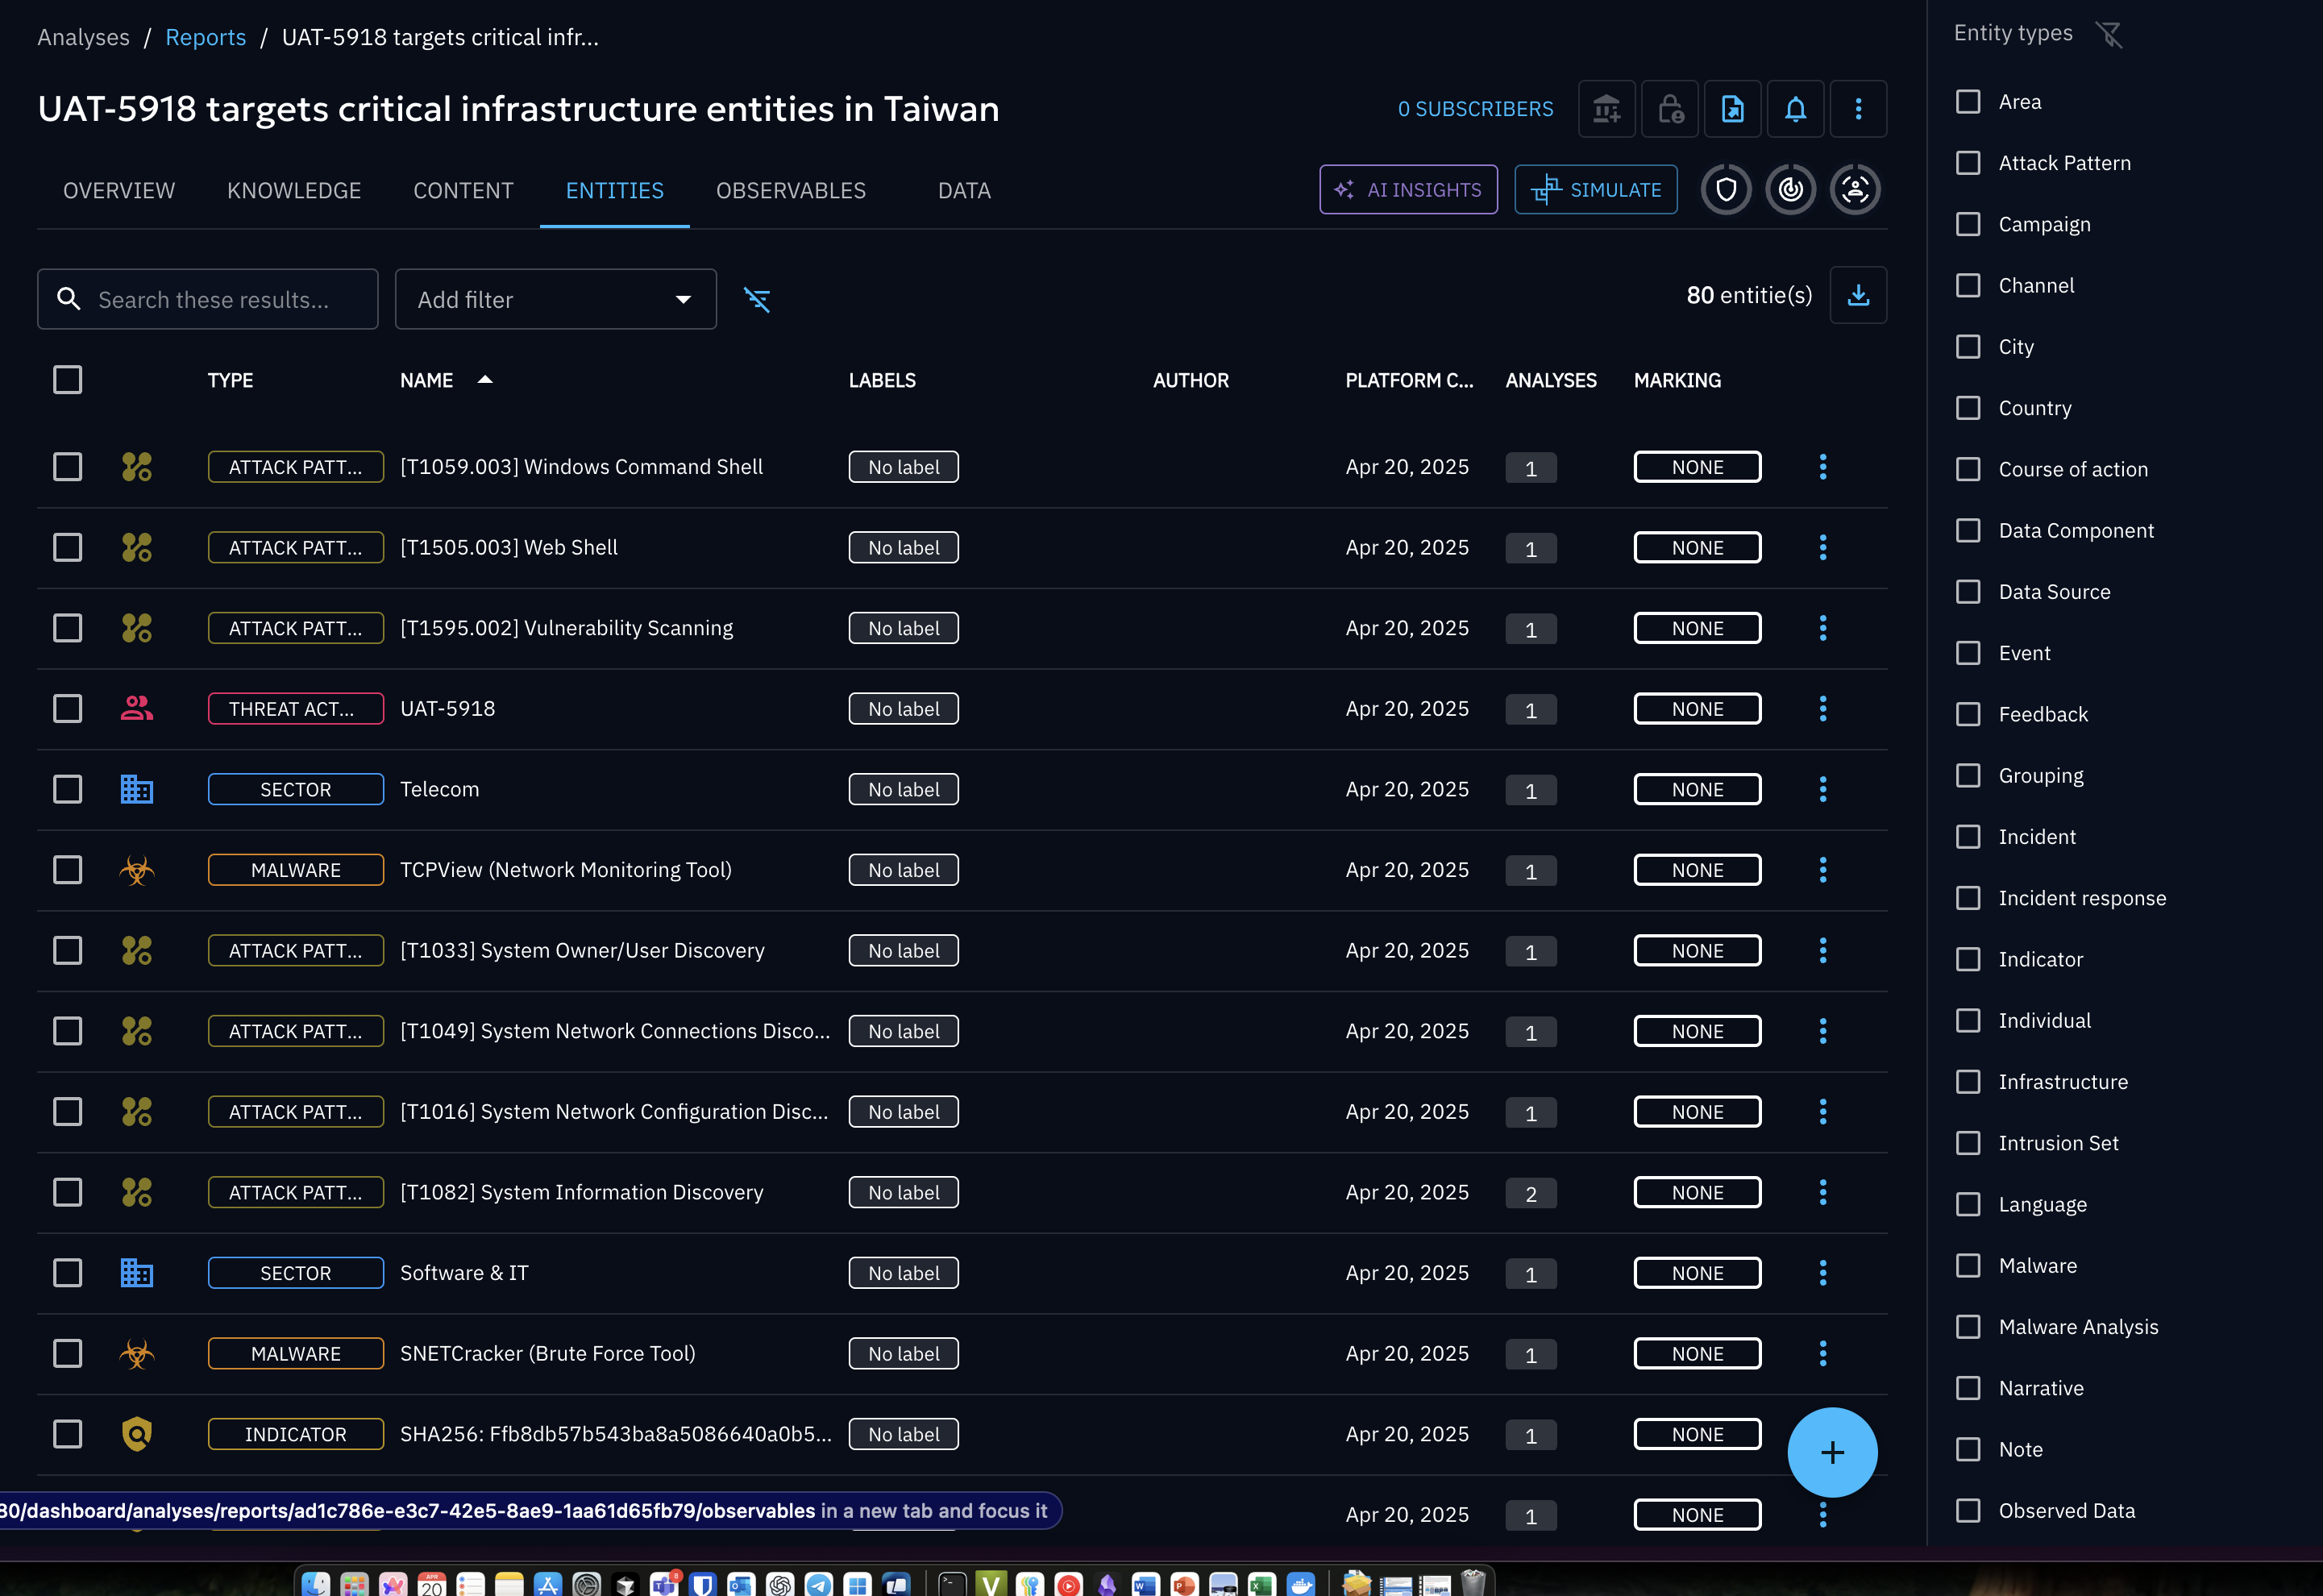 Analyses / Reports / UAT-5918 targets critical infr...
UAT-5918 targets critical infrastructure entities in Taiwan
0 SUBSCRIBERS
OVERVIEW KNOWLEDGE CONTENT ENTITIES OBSERVABLES DATA
AI INSIGHTS SIMULATE
Search these results... Add filter
80 entitie(s)
TYPE NAME LABELS AUTHOR PLATFORM C... ANALYSES MARKING
ATTACK PATT... [T1059.003] Windows Command Shell No label Apr 20, 2025 1 NONE
ATTACK PATT... [T1505.003] Web Shell No label Apr 20, 2025 1 NONE
ATTACK PATT... [T1595.002] Vulnerability Scanning No label Apr 20, 2025 1 NONE
THREAT ACT... UAT-5918 No label Apr 20, 2025 1 NONE
SECTOR Telecom No label Apr 20, 2025 1 NONE
MALWARE TCPView (Network Monitoring Tool) No label Apr 20, 2025 1 NONE
ATTACK PATT... [T1033] System Owner/User Discovery No label Apr 20, 2025 1 NONE
ATTACK PATT... [T1049] System Network Connections Disco... No label Apr 20, 2025 1 NONE
ATTACK PATT... [T1016] System Network Configuration Disc... No label Apr 20, 2025 1 NONE
ATTACK PATT... [T1082] System Information Discovery No label Apr 20, 2025 2 NONE
SECTOR Software & IT No label Apr 20, 2025 1 NONE
MALWARE SNETCracker (Brute Force Tool) No label Apr 20, 2025 1 NONE
INDICATOR SHA256: Ffb8db57b543ba8a5086640a0b5... No label Apr 20, 2025 1 NONE
Apr 20, 2025 1 NONE
80/dashboard/analyses/reports/ad1c786e-e3c7-42e5-8ae9-1aa61d65fb79/observables in a new tab and focus it
Entity types
Area
Attack Pattern
Campaign
Channel
City
Country
Course of action
Data Component
Data Source
Event
Feedback
Grouping
Incident
Incident response
Indicator
Individual
Infrastructure
Intrusion Set
Language
Malware
Malware Analysis
Narrative
Note
Observed Data
APR
20
8